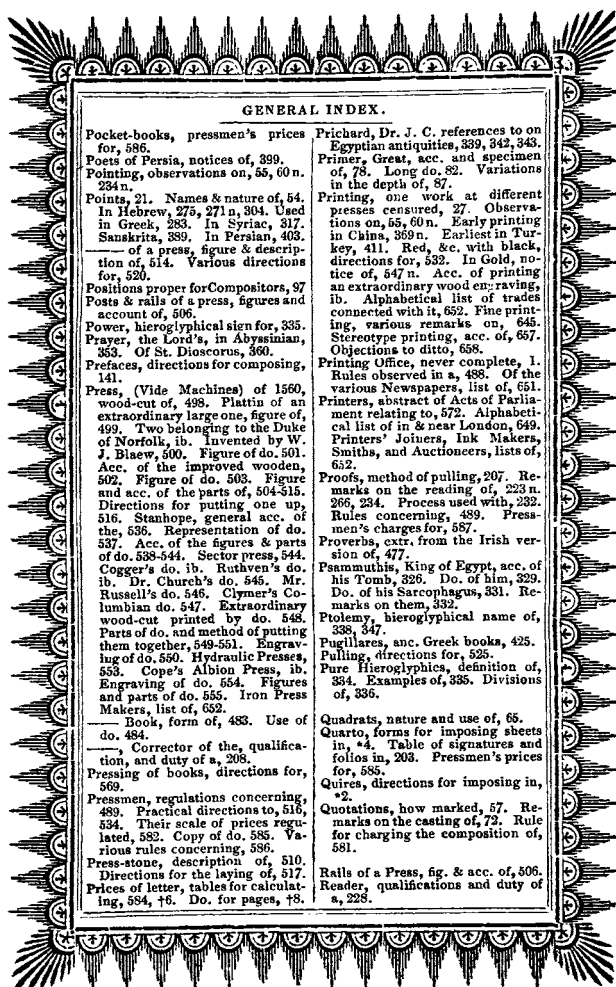 GENERAL INDEX.
Pocket-books, pressmen's prices
for, 586.
Poets of Persia, notices of, 399.
Pointing, observations on, 55, 60 n.
234 n.
Points, 21. Names & nature of, 54.
In Hebrew, 275, 271 n, 304. Used
in Greek, 283. In Syriac, 317.
Sanskrita, 389. In Persian, 403.
—— of a press, figure & descrip-
tion of, 514. Various directions
for, 520.
Positions proper for Compositors, 97
Posts & rails of a press, figures and
account of, 506.
Power, hieroglyphical sign for, 335.
Prayer, the Lord's, in Abyssinian,
353. Of St. Dioscorus, 360.
Prefaces, directions for composing,
141.
Press, (Vide Machines) of 1560,
wood-cut of, 498. Plattin of an
extraordinary large one, figure of,
499. Two belonging to the Duke
of Norfolk, ib. Invented by W.
J. Blaew, 500. Figure of do. 501.
Acc. of the improved wooden,
502. Figure of do. 503. Figure
and acc. of the parts of, 504-515.
Directions for putting one up,
516. Stanhope, general acc. of
the, 536. Representation of do.
537. Acc. of the figures & parts
of do. 538-544. Sector press, 544.
Cogger's do. ib. Ruthven's do.
ib. Dr. Church's do. 545. Mr.
Russell's do. 546. Clymer's Co-
lumbian do. 547. Extraordinary
wood-cut printed by do. 548.
Parts of do. and method of putting
them together, 549-551. Engrav-
ing of do. 550. Hydraulic Presses,
553. Cope's Albion Press, ib.
Engraving of do. 554. Figures
and parts of do. 555. Iron Press
Makers, list of, 652.
—— Book, form of, 483. Use of
do. 484.
——, Corrector of the, qualifica-
tion, and duty of a, 208.
Pressing of books, directions for,
569.
Pressmen, regulations concerning,
489. Practical directions to, 516,
534. Their scale of prices regu-
lated, 582. Copy of do. 585. Va-
rious rules concerning, 586.
Press-stone, description of, 510.
Directions for the laying of, 517.
Prices of letter, tables for calculat-
ing, 584, †6. Do. for pages, †8.
Prichard, Dr. J. C. references to on
Egyptian antiquities, 339, 342, 343.
Primer, Great, acc. and specimen
of, 78. Long do. 82. Variations
in the depth of, 87.
Printing, one work at different
presses censured, 27. Observa-
tions on, 55, 60 n. Early printing
in China, 369 n. Earliest in Tur-
key, 411. Red, &c. with black,
directions for, 532. In Gold, no-
tice of, 547 n. Acc. of printing
an extraordinary wood engraving,
ib. Alphabetical list of trades
connected with it, 652. Fine print-
ing, various remarks on, 645.
Stereotype printing, acc. of, 657.
Objections to ditto, 658.
Printing Office, never complete, 1.
Rules observed in a, 488. Of the
various Newspapers, list of, 651.
Printers, abstract of Acts of Parlia-
ment relating to, 572. Alphabeti-
cal list of in & near London, 649.
Printers' Joiners, Ink Makers,
Smiths, and Auctioneers, lists of,
652.
Proofs, method of pulling, 207. Re-
marks on the reading of, 223 n.
266, 234. Process used with, 232.
Rules concerning, 489. Press-
men's charges for, 587.
Proverbs, extr. from the Irish ver-
sion of, 477.
Psammuthis, King of Egypt, acc. of
his Tomb, 326. Do. of him, 329.
Do. of his Sarcophagus, 331. Re-
marks on them, 332.
Ptolemy, hieroglyphical name of,
338, 347.
Pugillares, anc. Greek books, 425.
Pulling, directions for, 525.
Pure Hieroglyphics, definition of,
334. Examples of, 335. Divisions
of, 336.
Quadrats, nature and use of, 65.
Quarto, forms for imposing sheets
in, *4. Table of signatures and
folios in, 203. Pressmen's prices
for, 585.
Quires, directions for imposing in,
*2.
Quotations, how marked, 57. Re-
marks on the casting of, 72. Rule
for charging the composition of,
581.
Rails of a Press, fig. & acc. of, 506.
Reader, qualifications and duty of
a, 228.